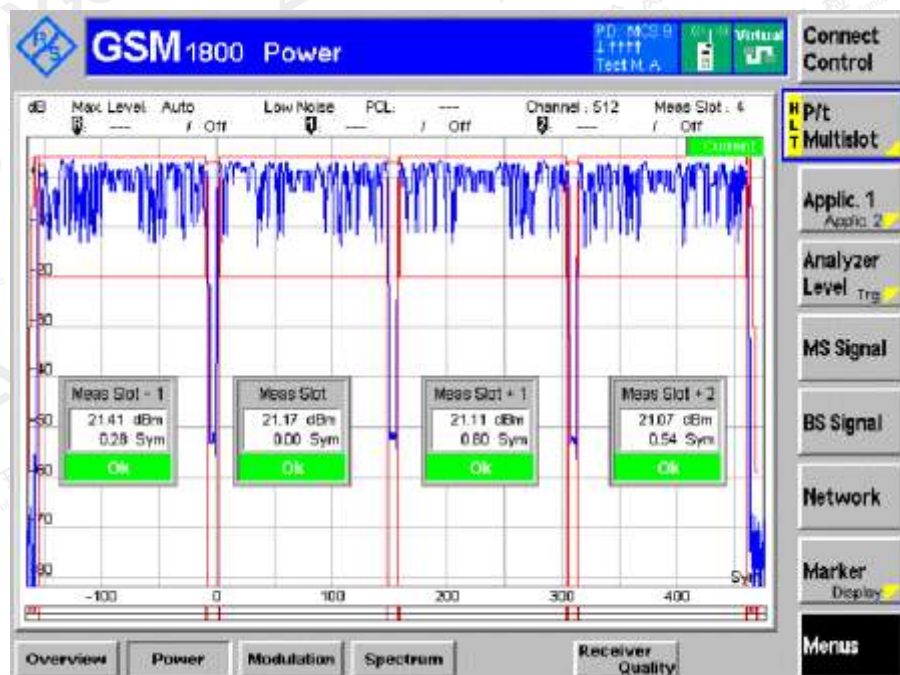 R&S
GSM 1800 Power
P.D. MCS 9
Test M. A
Virtual
Connect
Control
dB Max. Level: Auto Low Noise PCL: --- Channel : 512 Meas Slot : 4
--- / Off 1 --- / Off 2 --- / Off
Current
H
L
T
P/t
Multislot
Applic. 1
Applic. 2
Analyzer
Level Trg
MS Signal
BS Signal
Network
Marker
Display
Menus
-20
-30
-40
-50
-60
-70
-80
Meas Slot - 1
21.41 dBm
0.28 Sym
Ok
Meas Slot
21.17 dBm
0.00 Sym
Ok
Meas Slot + 1
21.11 dBm
0.60 Sym
Ok
Meas Slot + 2
21.07 dBm
0.54 Sym
Ok
Sym
-100 0 100 200 300 400
Overview Power Modulation Spectrum Receiver
Quality